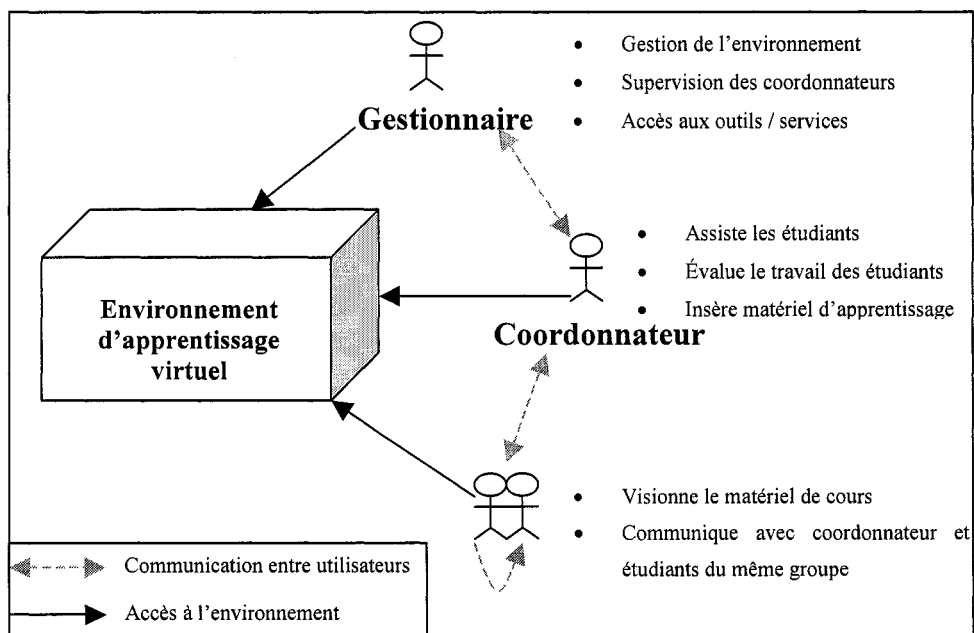 • Gestion de l'environnement
• Supervision des coordonnateurs
• Accès aux outils / services
Gestionnaire
• Assiste les étudiants
• Évalue le travail des étudiants
• Insère matériel d'apprentissage
Coordonnateur
Environnement
d'apprentissage
virtuel
• Visionne le matériel de cours
• Communique avec coordonnateur et
étudiants du même groupe
Communication entre utilisateurs
Accès à l'environnement